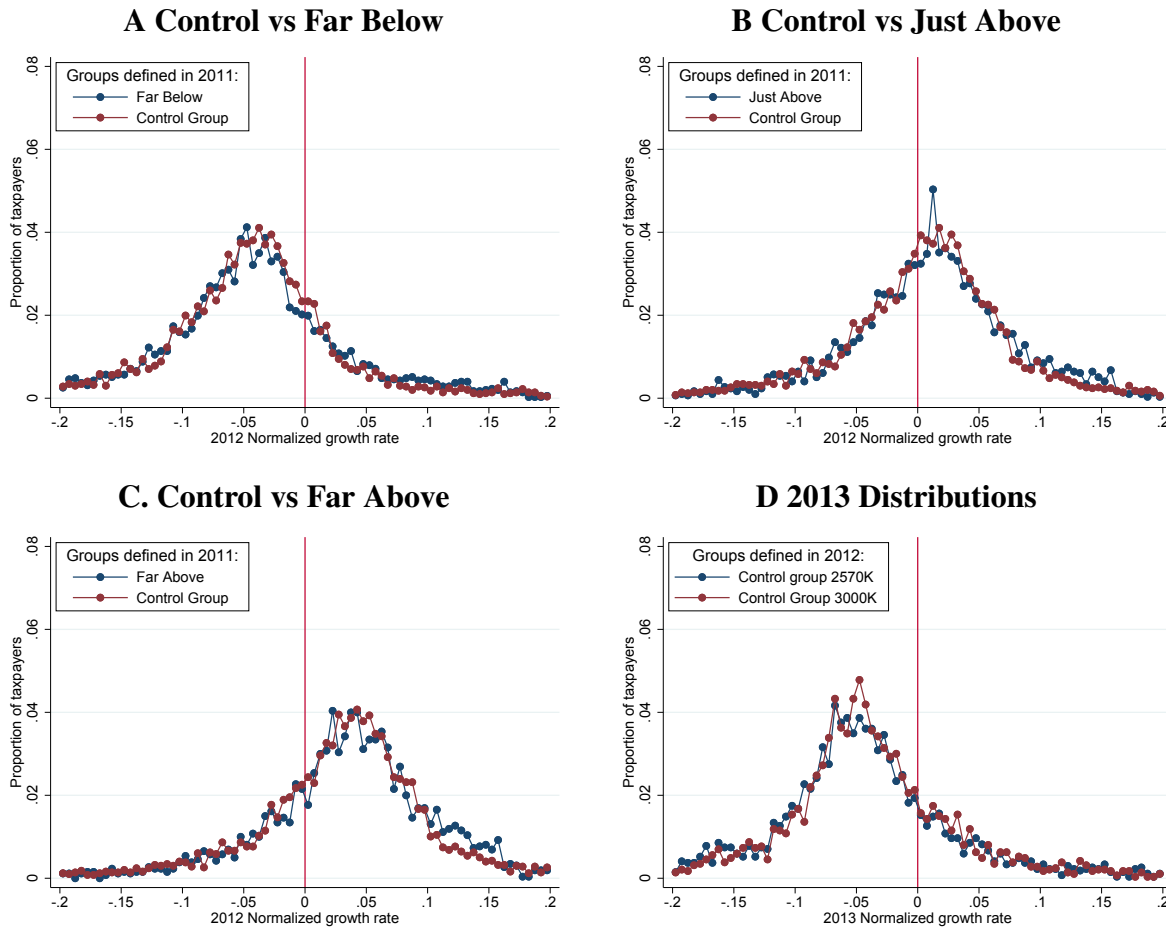 A Control vs Far Below
Groups defined in 2011:
Far Below
Control Group
Proportion of taxpayers
.08
.06
.04
.02
0
-.2 -.15 -.1 -.05 0 .05 .1 .15 .2
2012 Normalized growth rate
B Control vs Just Above
Groups defined in 2011:
Just Above
Control Group
Proportion of taxpayers
.08
.06
.04
.02
0
-.2 -.15 -.1 -.05 0 .05 .1 .15 .2
2012 Normalized growth rate
C. Control vs Far Above
Groups defined in 2011:
Far Above
Control Group
Proportion of taxpayers
.08
.06
.04
.02
0
-.2 -.15 -.1 -.05 0 .05 .1 .15 .2
2012 Normalized growth rate
D 2013 Distributions
Groups defined in 2012:
Control group 2570K
Control Group 3000K
Proportion of taxpayers
.08
.06
.04
.02
0
-.2 -.15 -.1 -.05 0 .05 .1 .15 .2
2013 Normalized growth rate